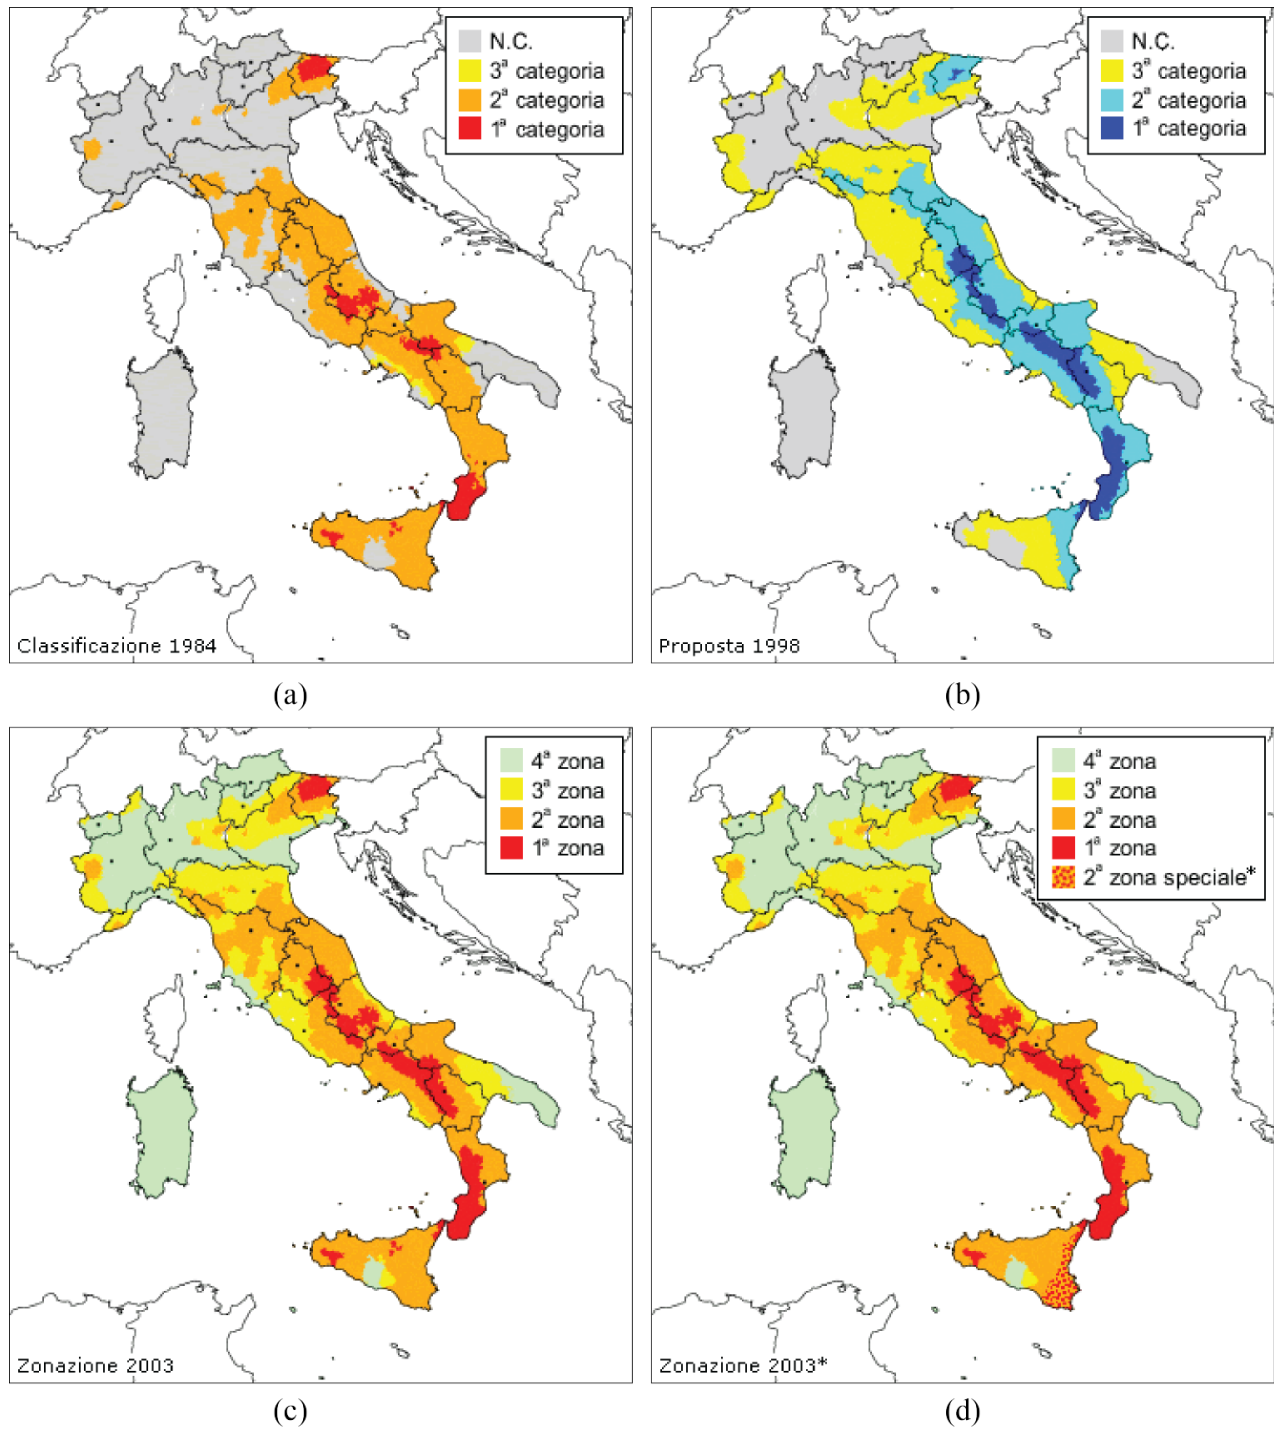 N.C.
3ª categoria
2ª categoria
1ª categoria
Classificazione 1984
(a)
N.C.
3ª categoria
2ª categoria
1ª categoria
Proposta 1998
(b)
4ª zona
3ª zona
2ª zona
1ª zona
Zonazione 2003
(c)
4ª zona
3ª zona
2ª zona
1ª zona
2ª zona speciale*
Zonazione 2003*
(d)